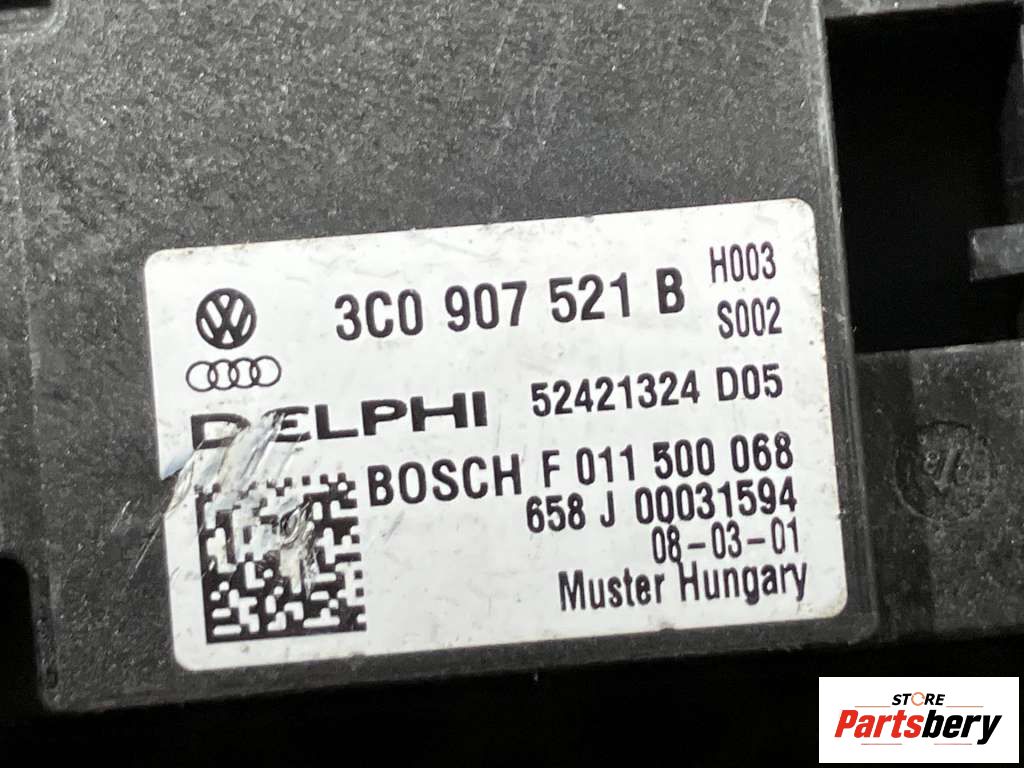 3C0 907 521 B
H003
S002
DELPHI
52421324 D05
BOSCH F 011 500 068
658 J 00031594
08-03-01
Muster Hungary
STORE
Partsbery